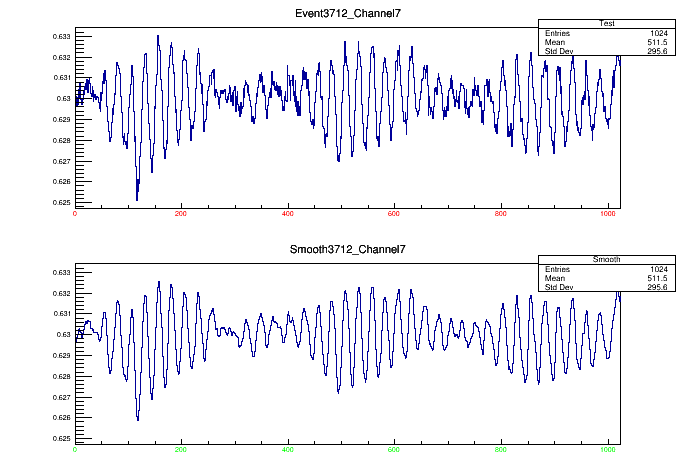 Event3712_Channel7
Test
Entries 1024
Mean 511.5
Std Dev 295.6
0.633
0.632
0.631
0.63
0.629
0.628
0.627
0.626
0.625
0 200 400 600 800 1000
Smooth3712_Channel7
Smooth
Entries 1024
Mean 511.5
Std Dev 295.6
0.633
0.632
0.631
0.63
0.629
0.628
0.627
0.626
0.625
0 200 400 600 800 1000